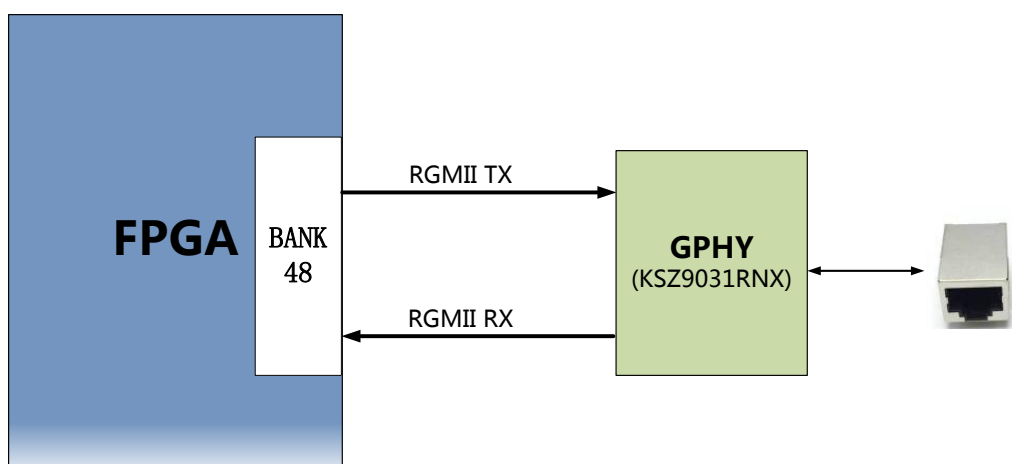 RGMII TX
FPGA
BANK
48
GPHY
(KSZ9031RNX)
RGMII RX